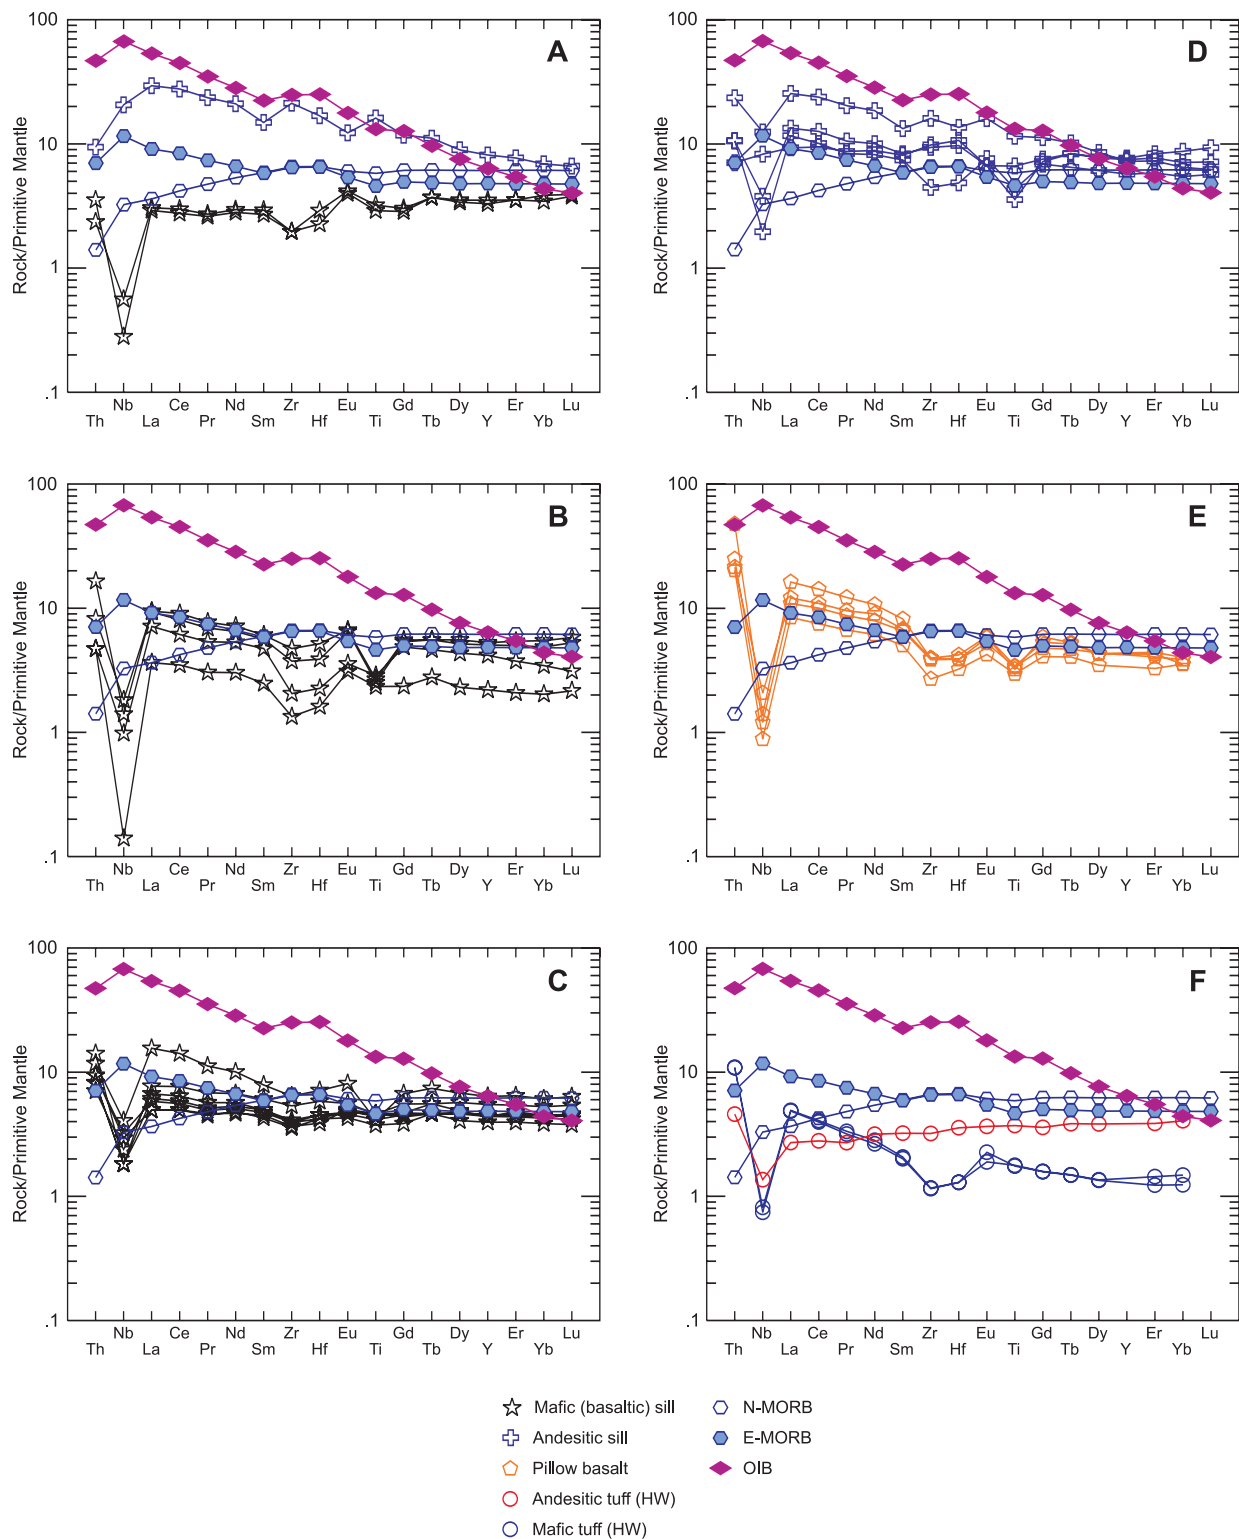 100
10
1
.1
Rock/Primitive Mantle
A
Nb Ce Nd Zr Eu Gd Dy Er Lu
Th La Pr Sm Hf Ti Tb Y Yb
100
10
1
.1
Rock/Primitive Mantle
D
Nb Ce Nd Zr Eu Gd Dy Er Lu
Th La Pr Sm Hf Ti Tb Y Yb
100
10
1
.1
Rock/Primitive Mantle
B
Nb Ce Nd Zr Eu Gd Dy Er Lu
Th La Pr Sm Hf Ti Tb Y Yb
100
10
1
.1
Rock/Primitive Mantle
E
Nb Ce Nd Zr Eu Gd Dy Er Lu
Th La Pr Sm Hf Ti Tb Y Yb
100
10
1
.1
Rock/Primitive Mantle
C
Nb Ce Nd Zr Eu Gd Dy Er Lu
Th La Pr Sm Hf Ti Tb Y Yb
100
10
1
.1
Rock/Primitive Mantle
F
Nb Ce Nd Zr Eu Gd Dy Er Lu
Th La Pr Sm Hf Ti Tb Y Yb
Mafic (basaltic) sill
Andesitic sill
Pillow basalt
Andesitic tuff (HW)
Mafic tuff (HW)
N-MORB
E-MORB
OIB